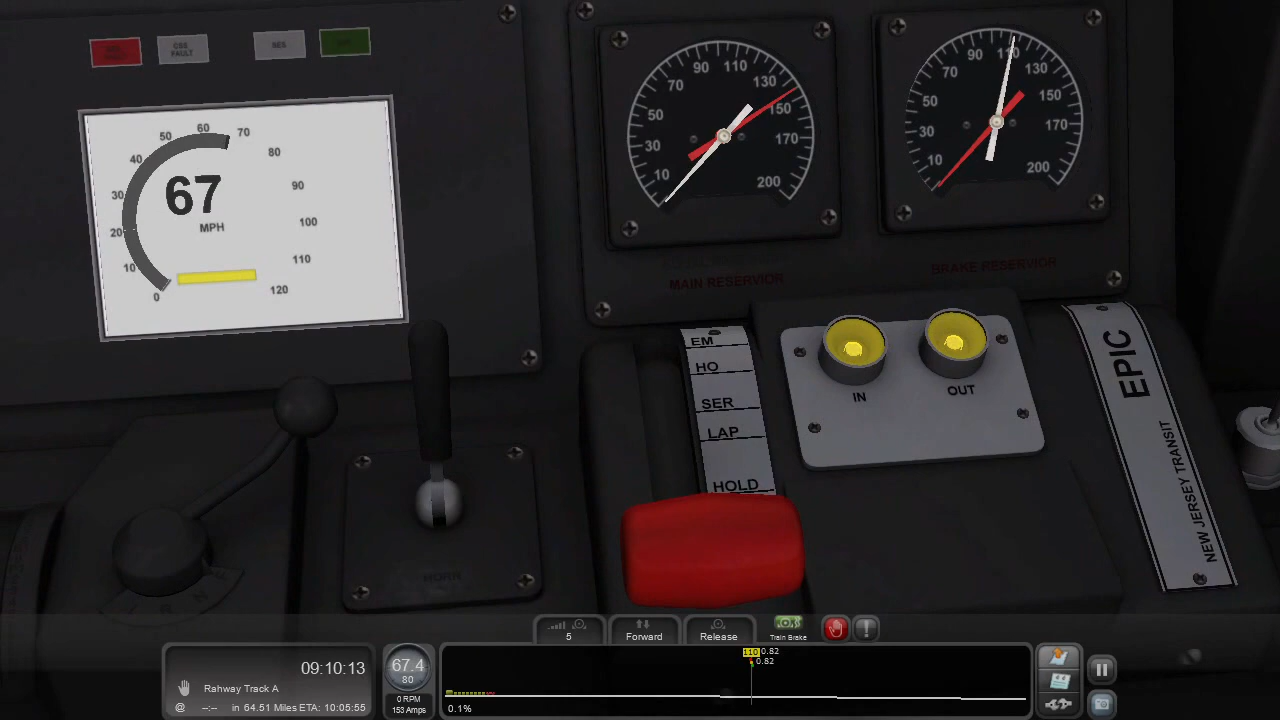 CSS
FAULT
SES
50 60 70
40 80
67
30 90
MPH
20 100
10 110
0 120
10 30 50 70 90 110 130 150 170 200
MAIN RESERVIOR
10 30 50 70 90 110 130 150 170 200
BRAKE RESERVIOR
EM
HO
SER
LAP
HOLD
IN OUT
EPIC
NEW JERSEY TRANSIT
HORN
R N
5 Forward Release Train Brake
09:10:13
Rahway Track A
@ --:-- in 64.51 Miles ETA: 10:05:55
67.4
80
0 RPM
153 Amps
110 0.82
0.82
0.1%